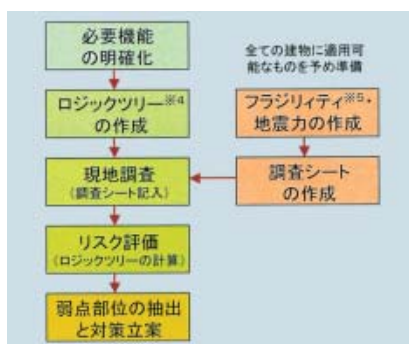 必要機能
の明確化
全ての建物に適用可
能なものを予め準備
ロジックツリー※4
の作成
フラジリィティ※5・
地震力の作成
現地調査
(調査シート記入)
調査シート
の作成
リスク評価
(ロジックツリーの計算)
弱点部位の抽出
と対策立案